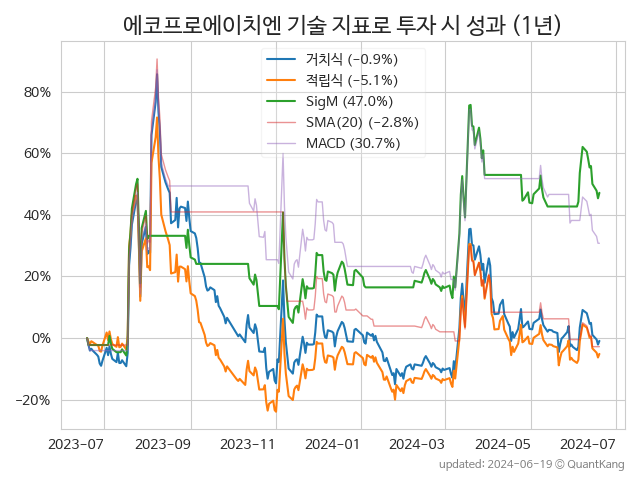 에코프로에이치엔 기술 지표로 투자 시 성과 (1년)
거치식 (−0.9%)
적립식 (−5.1%)
SigM (47.0%)
SMA(20) (−2.8%)
MACD (30.7%)
80%
60%
40%
20%
0%
−20%
2023-07 2023-09 2023-11 2024-01 2024-03 2024-05 2024-07
updated: 2024-06-19 ⓒ QuantKang